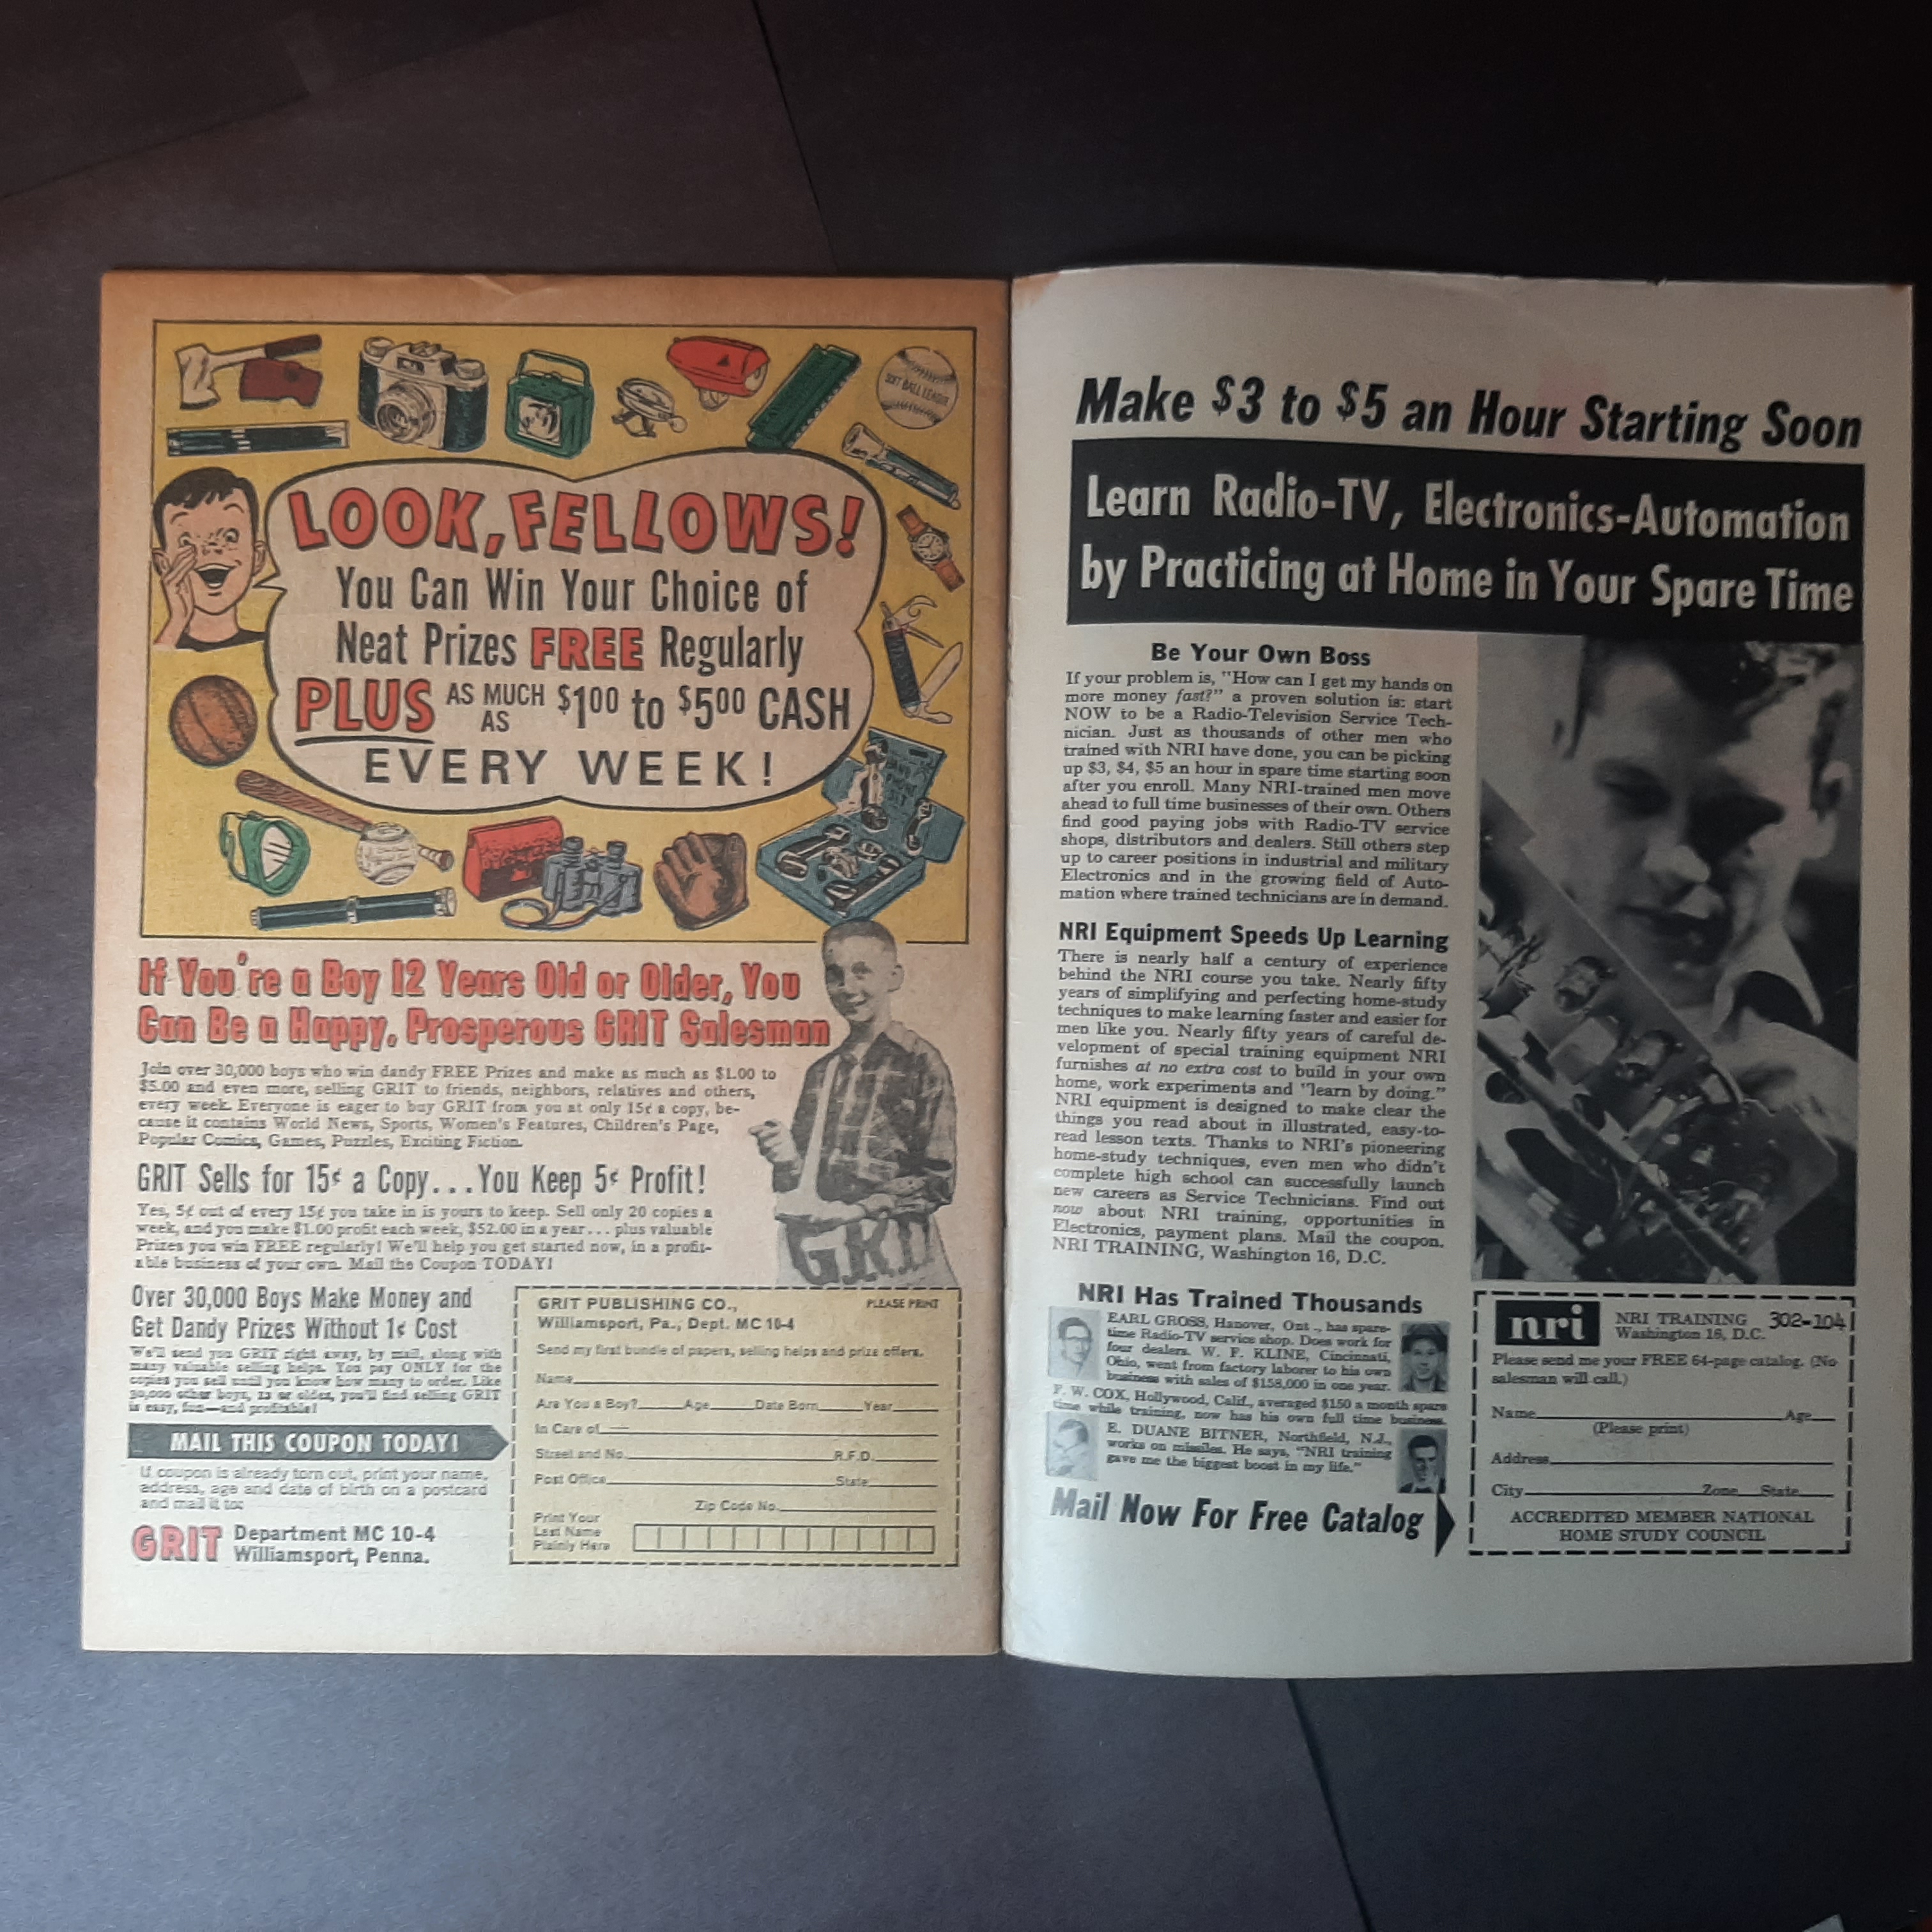 SOFT BALL LEAGUE
LOOK, FELLOWS!
You Can Win Your Choice of
Neat Prizes FREE Regularly
PLUS AS MUCH AS $100 to $500 CASH
EVERY WEEK!
If You're a Boy 12 Years Old or Older, You
Can Be a Happy, Prosperous GRIT Salesman
Join over 30,000 boys who win dandy FREE Prizes and make as much as $1.00 to
$5.00 and even more, selling GRIT to friends, neighbors, relatives and others,
every week. Everyone is eager to buy GRIT from you at only 15¢ a copy, be-
cause it contains World News, Sports, Women's Features, Children's Page,
Popular Comics, Games, Puzzles, Exciting Fiction.
GRIT Sells for 15¢ a Copy...You Keep 5¢ Profit!
Yes, 5¢ out of every 15¢ you take in is yours to keep. Sell only 20 copies a
week, and you make $1.00 profit each week, $52.00 in a year... plus valuable
Prizes you win FREE regularly! We'll help you get started now, in a profit-
able business of your own. Mail the Coupon TODAY!
GRIT
Over 30,000 Boys Make Money and
Get Dandy Prizes Without 1¢ Cost
We'll send you GRIT right away, by mail, along with
many valuable selling helps. You pay ONLY for the
copies you sell until you know how many to order. Like
30,000 other boys, 12 or older, you'll find selling GRIT
is easy, fun—and profitable!
MAIL THIS COUPON TODAY!
If coupon is already torn out, print your name,
address, age and date of birth on a postcard
and mail it to:
GRIT Department MC 10-4
Williamsport, Penna.
GRIT PUBLISHING CO., PLEASE PRINT
Williamsport, Pa., Dept. MC 10-4
Send my first bundle of papers, selling helps and prize offers.
Name
Are You a Boy? Age Date Born Year
In Care of
Street and No. R.F.D.
Post Office State
Zip Code No.
Print Your
Last Name
Plainly Here
Make $3 to $5 an Hour Starting Soon
Learn Radio-TV, Electronics-Automation
by Practicing at Home in Your Spare Time
Be Your Own Boss
If your problem is, "How can I get my hands on
more money fast?" a proven solution is: start
NOW to be a Radio-Television Service Tech-
nician. Just as thousands of other men who
trained with NRI have done, you can be picking
up $3, $4, $5 an hour in spare time starting soon
after you enroll. Many NRI-trained men move
ahead to full time businesses of their own. Others
find good paying jobs with Radio-TV service
shops, distributors and dealers. Still others step
up to career positions in industrial and military
Electronics and in the growing field of Auto-
mation where trained technicians are in demand.
NRI Equipment Speeds Up Learning
There is nearly half a century of experience
behind the NRI course you take. Nearly fifty
years of simplifying and perfecting home-study
techniques to make learning faster and easier for
men like you. Nearly fifty years of careful de-
velopment of special training equipment NRI
furnishes at no extra cost to build in your own
home, work experiments and "learn by doing."
NRI equipment is designed to make clear the
things you read about in illustrated, easy-to-
read lesson texts. Thanks to NRI's pioneering
home-study techniques, even men who didn't
complete high school can successfully launch
new careers as Service Technicians. Find out
now about NRI training, opportunities in
Electronics, payment plans. Mail the coupon.
NRI TRAINING, Washington 16, D.C.
NRI Has Trained Thousands
EARL GROSS, Hanover, Ont., has spare-
time Radio-TV service shop. Does work for
four dealers. W. F. KLINE, Cincinnati,
Ohio, went from factory laborer to his own
business with sales of $158,000 in one year.
F. W. COX, Hollywood, Calif., averaged $150 a month spare
time while training, now has his own full time business.
E. DUANE BITNER, Northfield, N.J.,
works on missiles. He says, "NRI training
gave me the biggest boost in my life."
Mail Now For Free Catalog
nri NRI TRAINING 302-104
Washington 16, D.C.
Please send me your FREE 64-page catalog. (No
salesman will call.)
Name Age
(Please print)
Address
City Zone State
ACCREDITED MEMBER NATIONAL
HOME STUDY COUNCIL